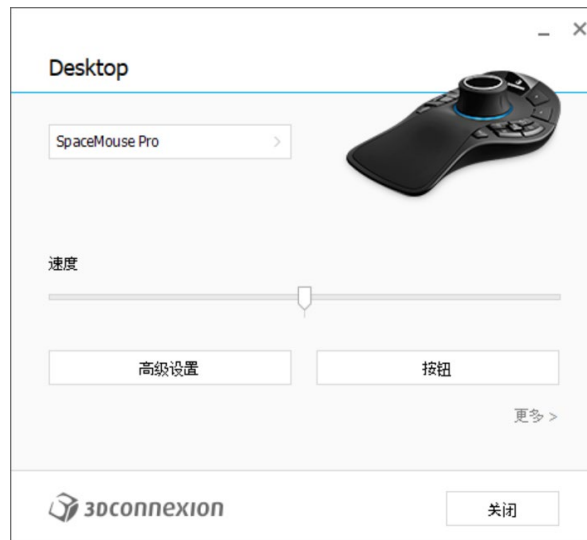 Desktop
SpaceMouse Pro
速度
高级设置
按钮
更多 >
3Dconnexion
关闭